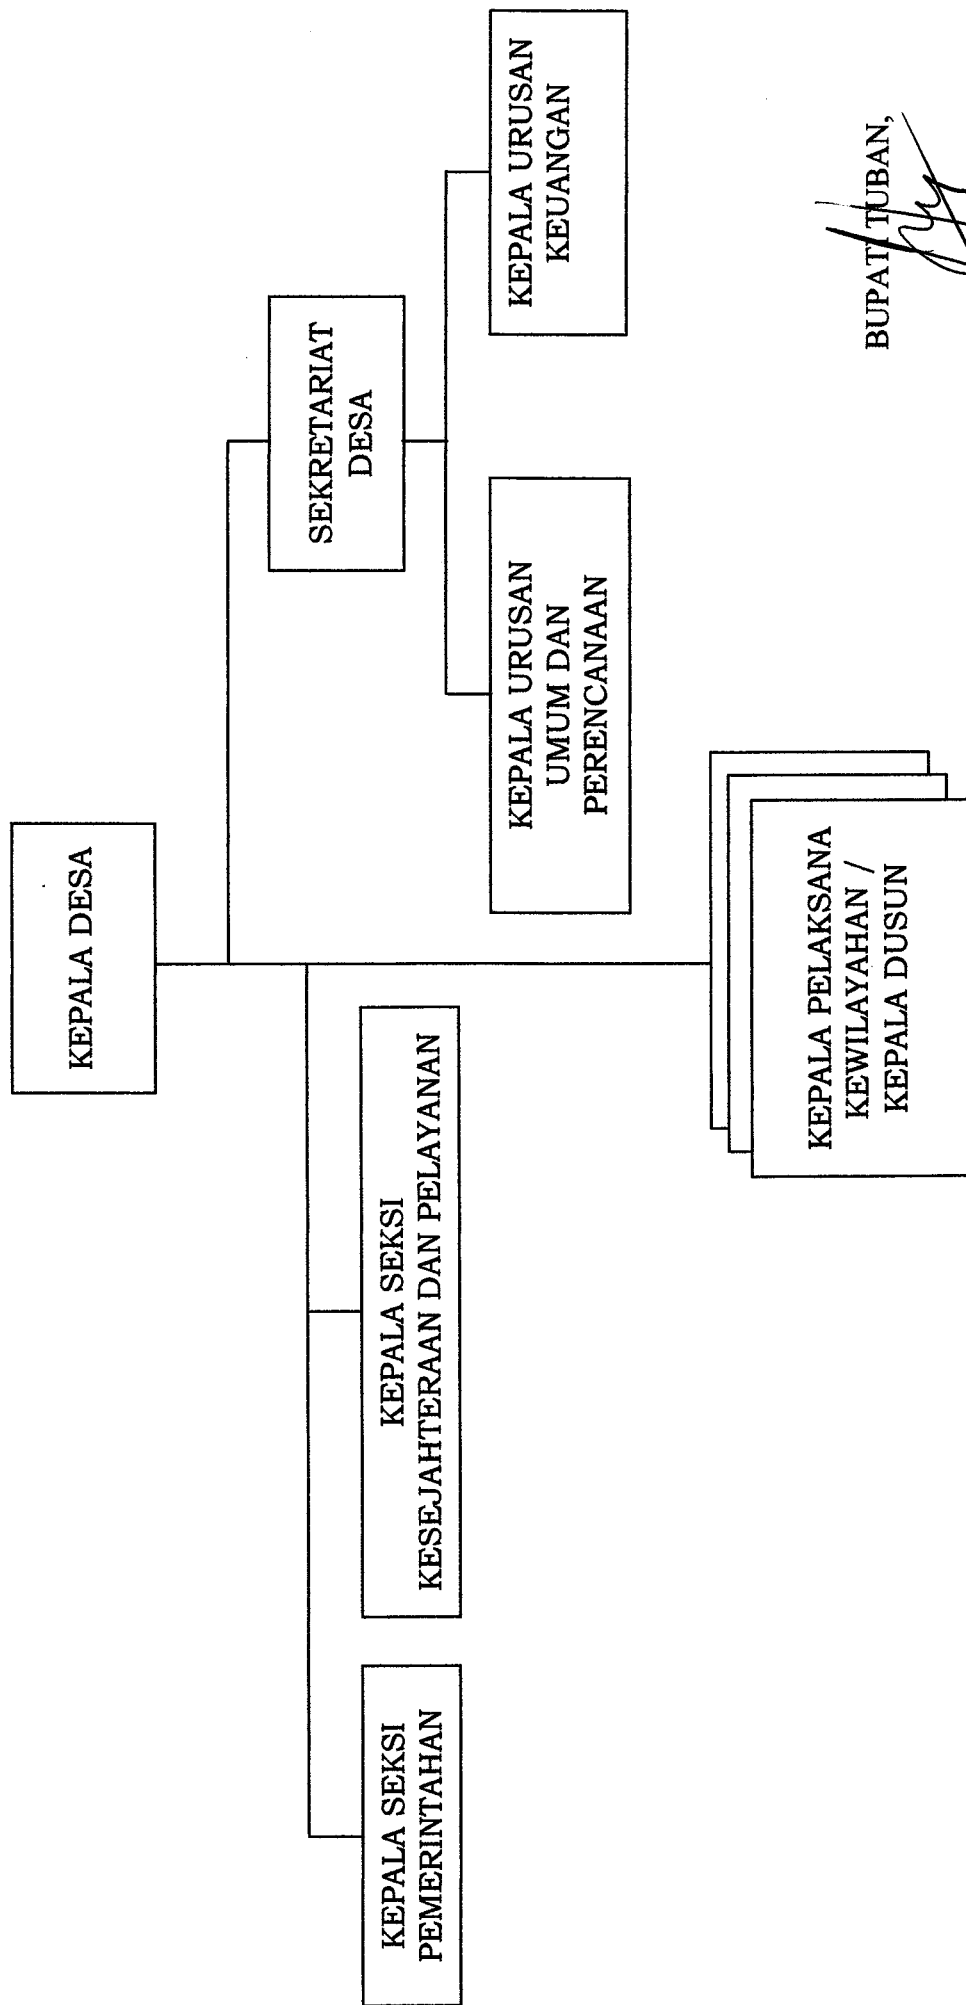 KEPALA DESA
SEKRETARIAT
DESA
KEPALA SEKSI
PEMERINTAHAN
KEPALA SEKSI
KESEJAHTERAAN DAN PELAYANAN
KEPALA URUSAN
UMUM DAN
PERENCANAAN
KEPALA URUSAN
KEUANGAN
KEPALA PELAKSANA
KEWILAYAHAN /
KEPALA DUSUN
BUPATI TUBAN,